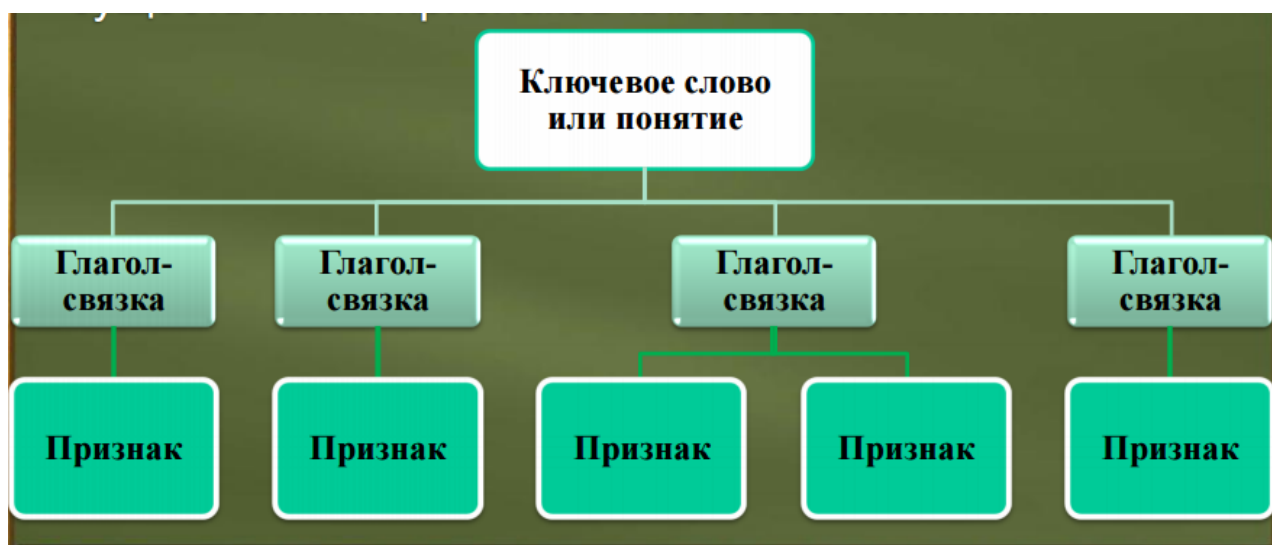 Ключевое слово
или понятие
Глагол-
связка
Глагол-
связка
Глагол-
связка
Глагол-
связка
Признак
Признак
Признак
Признак
Признак